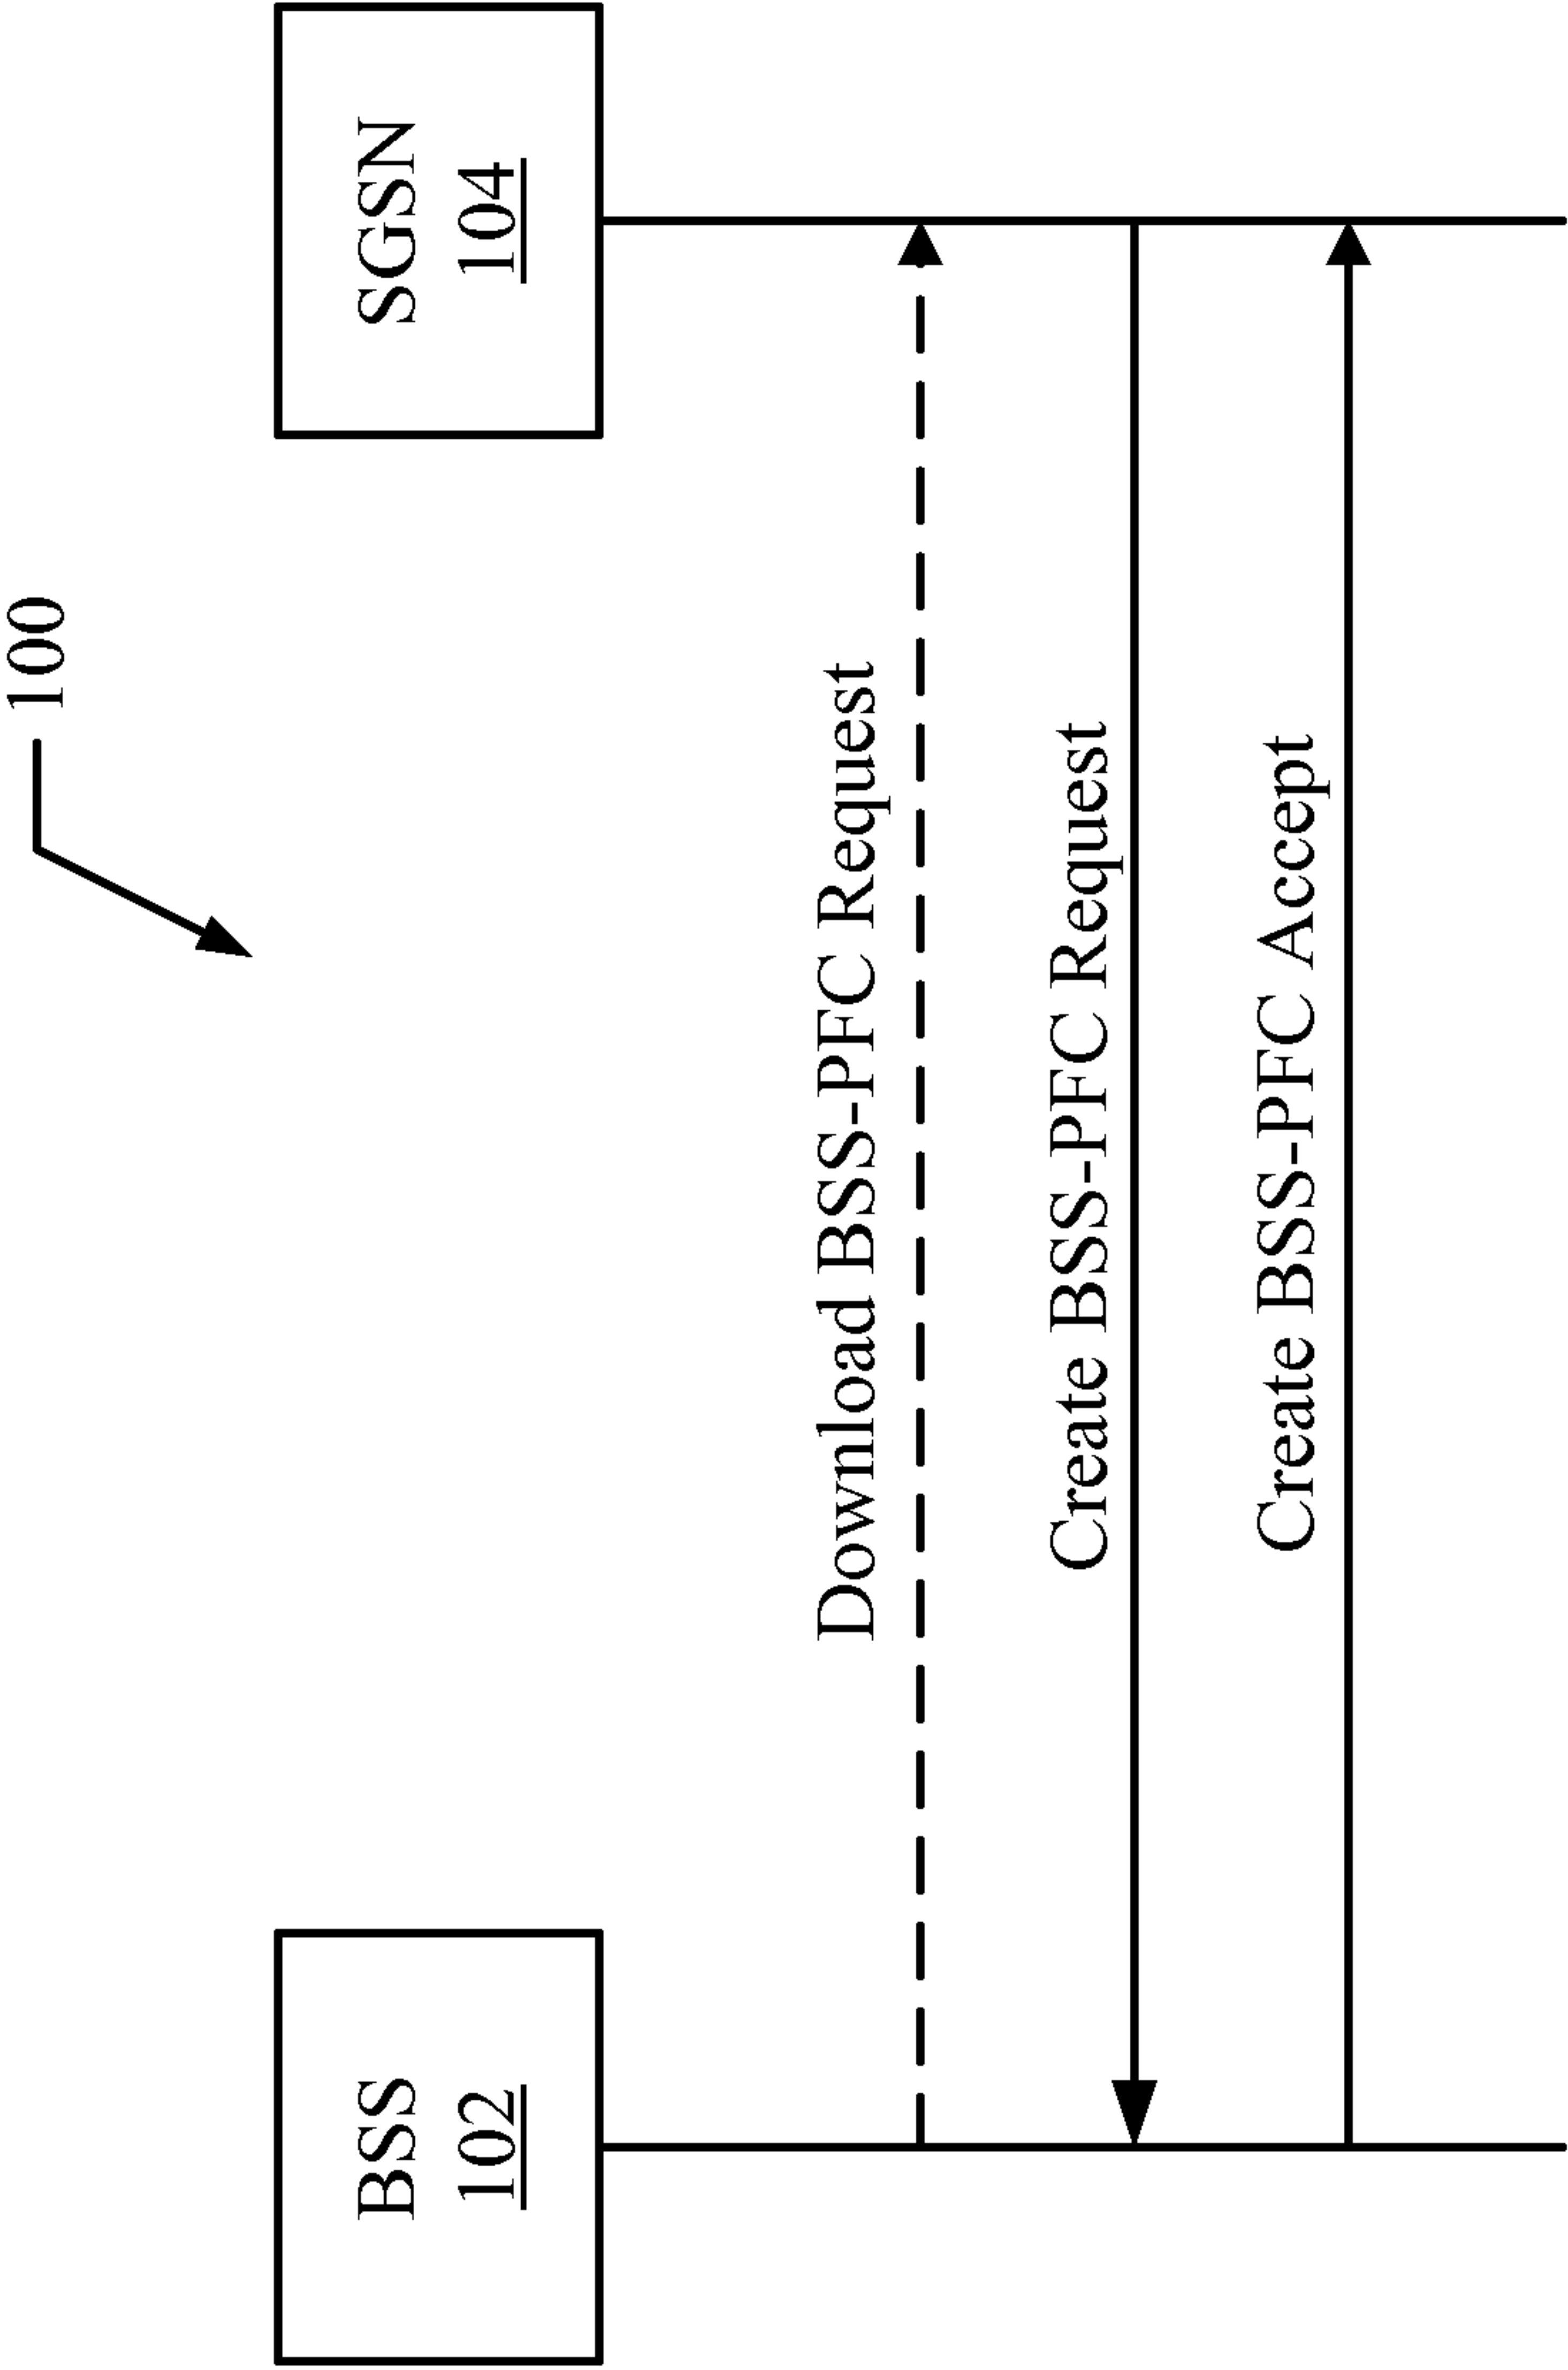 100
BSS
102
SGSN
104
Download BSS-PFC Request
Create BSS-PFC Request
Create BSS-PFC Accept